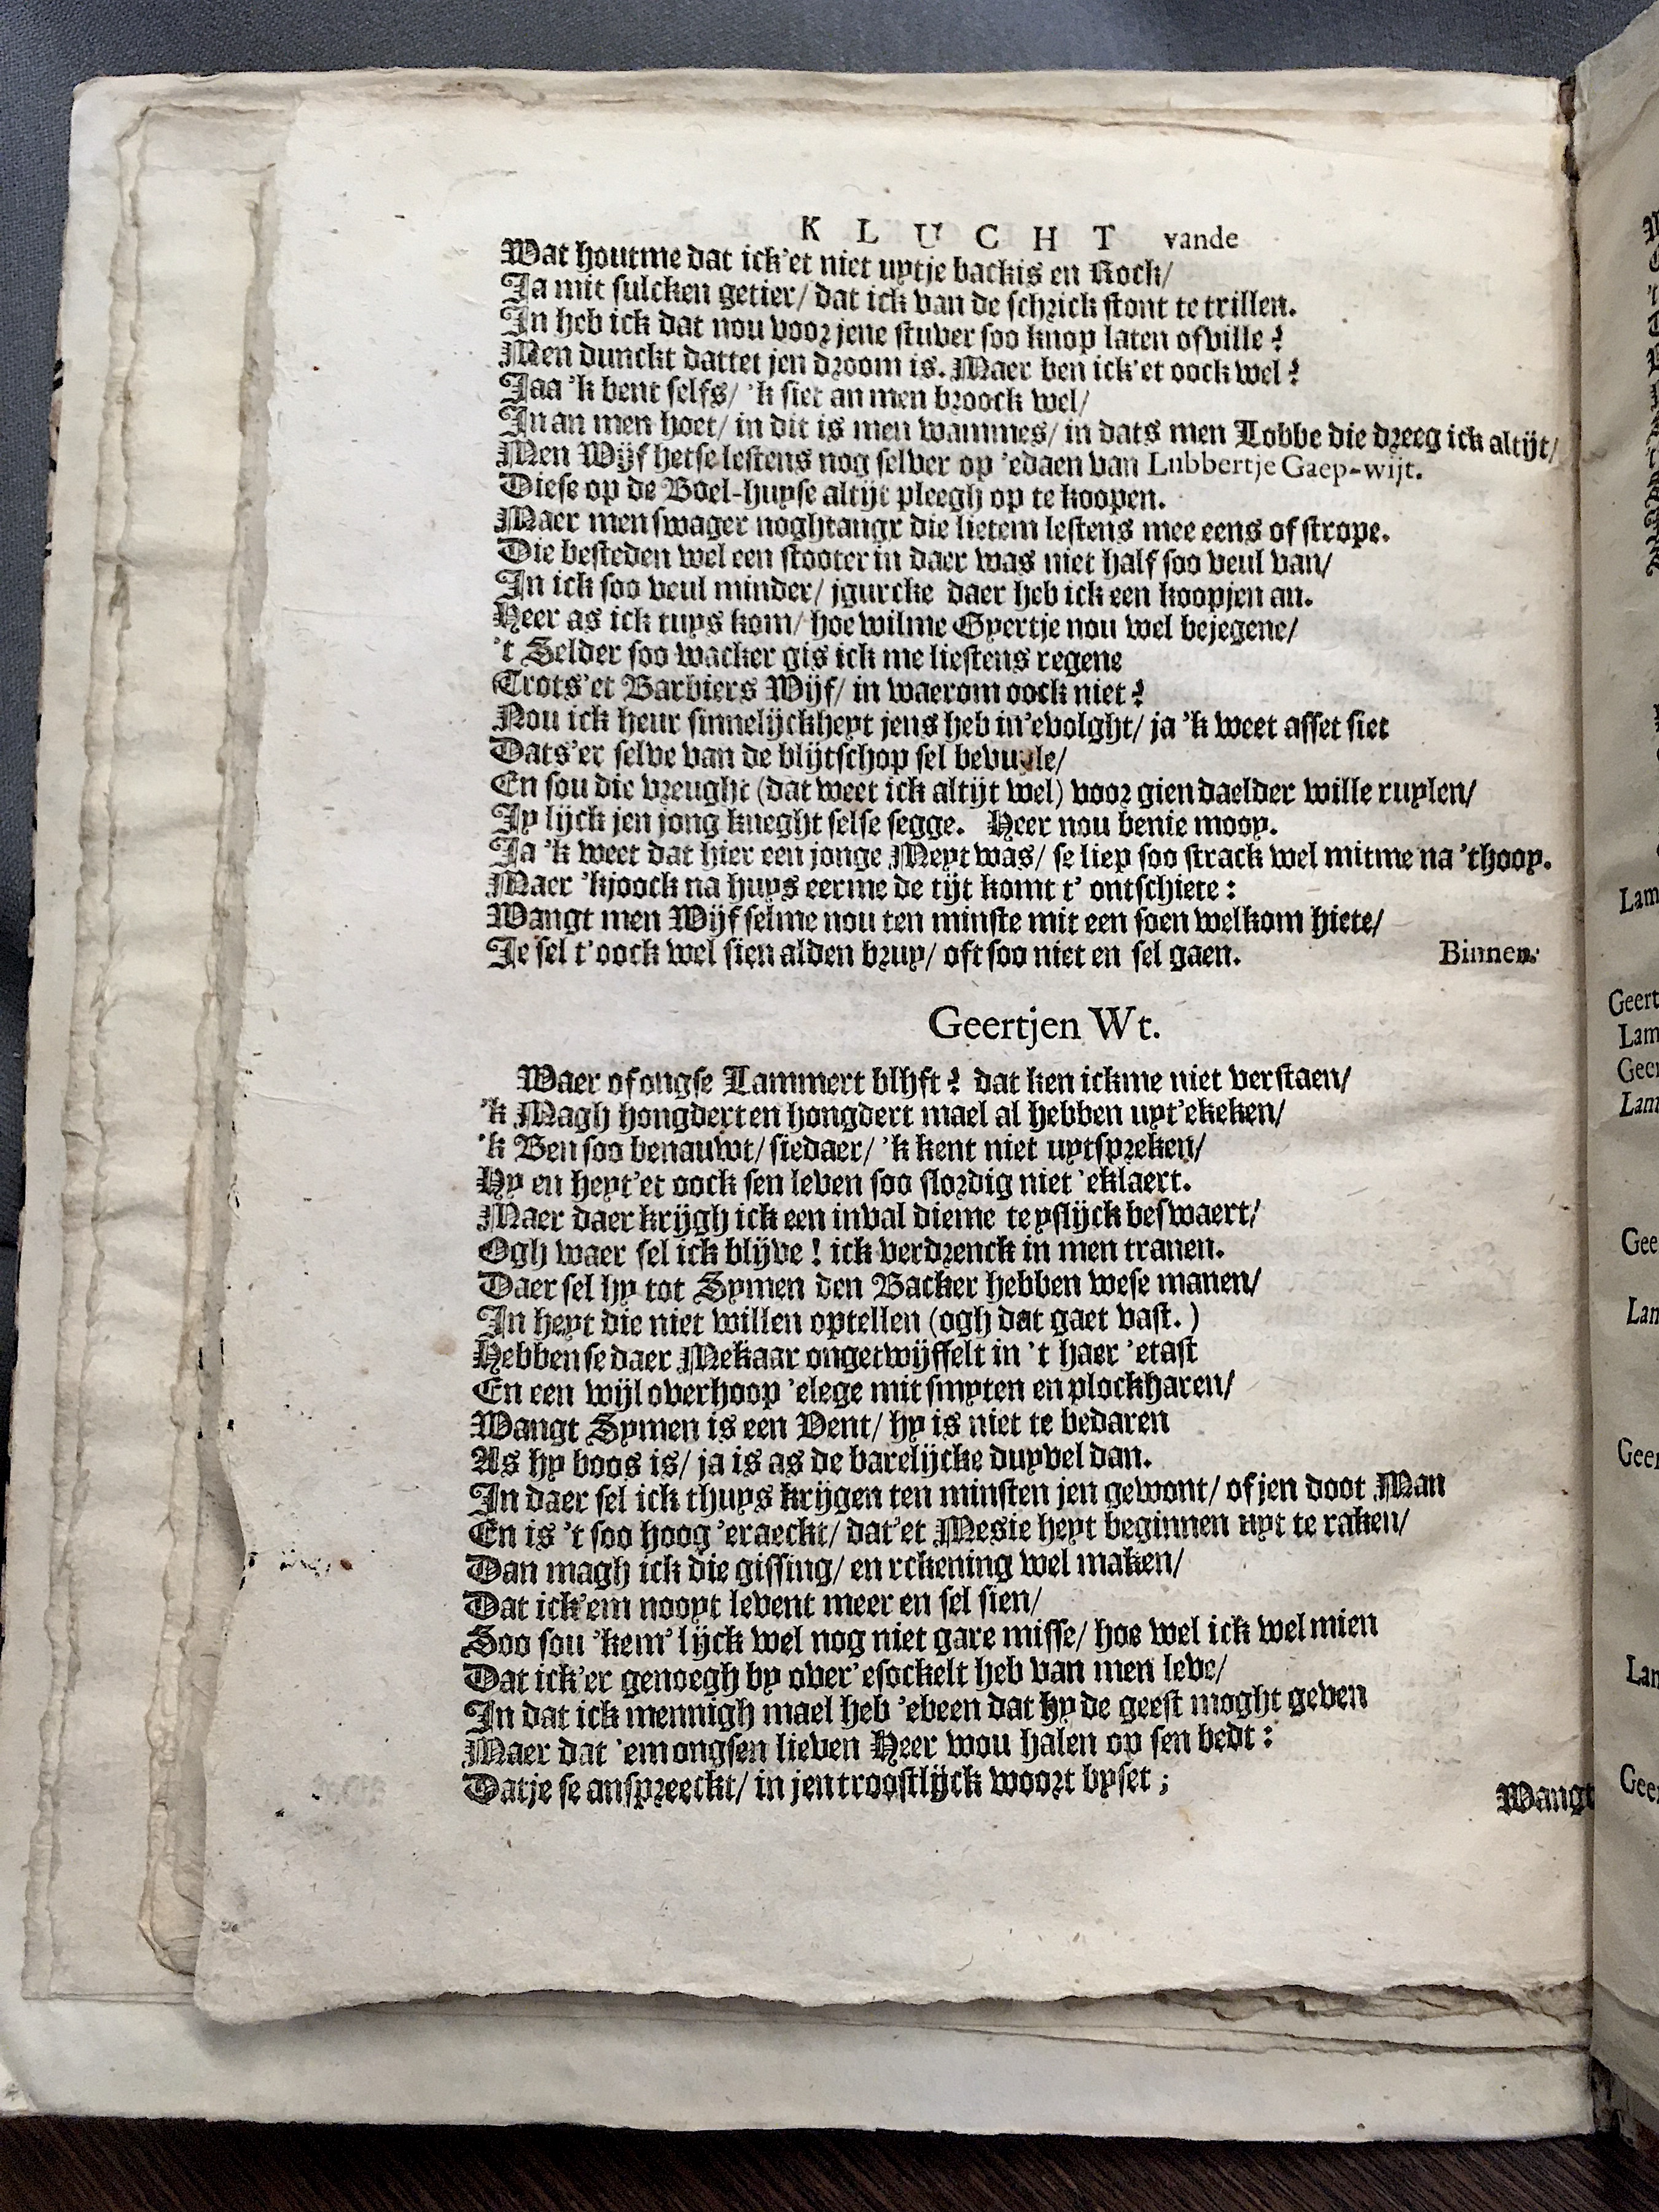 KLUCHT vande
Wat houtme dat ick'et niet uytje backis en Kock/
Ja mit sulcken getier/ dat ick van de schrick stont te trillen.
In heb ick dat nou voor jene stuver soo knop laten ofville?
Men dunckt dattet jen droom is. Maer ben ick'et oock wel?
Jaa 'k bent selfs/ 'k siet an men broock wel/
In an men hoet/ in dit is men wammes/ in dats men Lobbe die dreeg ick altijt/
Men Wijf hetse lestens nog selver op 'edaen van Lubbertje Gaep-wijt.
Diese op de Boel-huyse altijt pleegh op te koopen.
Maer men swager noghtangx die lietem lestens mee eens of strope.
Die besteden wel een stooter in daer was niet half soo veul van/
In ick soo veul minder/ jgurcke daer heb ick een koopjen an.
Heer as ick tuys kom/ hoe wilme Gyertje nou wel bejegene/
't Selder soo wacker gis ick me liestens regene
Trots'et Barbiers Wijf/ in waerom oock niet?
Nou ick heur sinnelijckheyt jens heb in'evolght/ ja 'k weet asset siet
Dats'er selve van de blijtschop sel bevuyle/
En sou die vreught (dat weet ick altijt wel) voor gien daelder wille ruylen/
Jy lijck jen jong kneght selse segge. Heer nou benje mooy.
Ja 'k weet dat hier een jonge Meyt was/ se liep soo strack wel mitme na 'thooy.
Maer 'kjoock na huys eerme de tijt komt t' ontschiete:
Wangt men Wijf selme nou ten minste mit een soen welkom hiete/
Je sel t'oock wel sien alden bruy/ oft soo niet en sel gaen. Binnen.
Geertjen Wt.
Waer of ongse Lammert blhft? dat ken ickme niet verstaen/
'k Magh hongderten hongdert mael al hebben uyt'ekeken/
'k Ben soo benauwt/ siedaer/ 'k kent niet uytspreken/
Hy en heyt'et oock sen leven soo slordig niet 'eklaert.
Maer daer krijgh ick een inval dieme teyslijck beswaert/
Ogh waer sel ick blijve! ick verdrenck in men tranen.
Daer sel hy tot Symen den Backer hebben wese manen/
In heyt die niet willen optellen (ogh dat gaet vast.)
Hebben se daer Mekaar ongetwijffelt in 't haer 'etast
En een wijl overhoop 'elege mit smyten en plockharen/
Wangt Symen is een Vent/ hy is niet te bedaren
As hy boos is/ ja is as de barelijcke duyvel dan.
In daer sel ick thuys krijgen ten minsten jen gewont/ of jen doot Man
En is 't soo hoog 'eraeckt/ dat'et Mesie heyt beginnen uyt te raken/
Dan magh ick die gissing/ en rekening wel maken/
Dat ick'em nooyt levent meer en sel sien/
Soo sou 'kem' lijck wel nog niet gare misse/ hoe wel ick wel mien
Dat ick'er genoegh by over'esockelt heb van men leve/
In dat ick mennigh mael heb 'ebeen dat hy de geest moght geven
Maer dat 'em ongsen lieven Heer wou halen op sen bedt:
Datje se anspreeckt/ in jen troostlijck woort byset;
Wangt